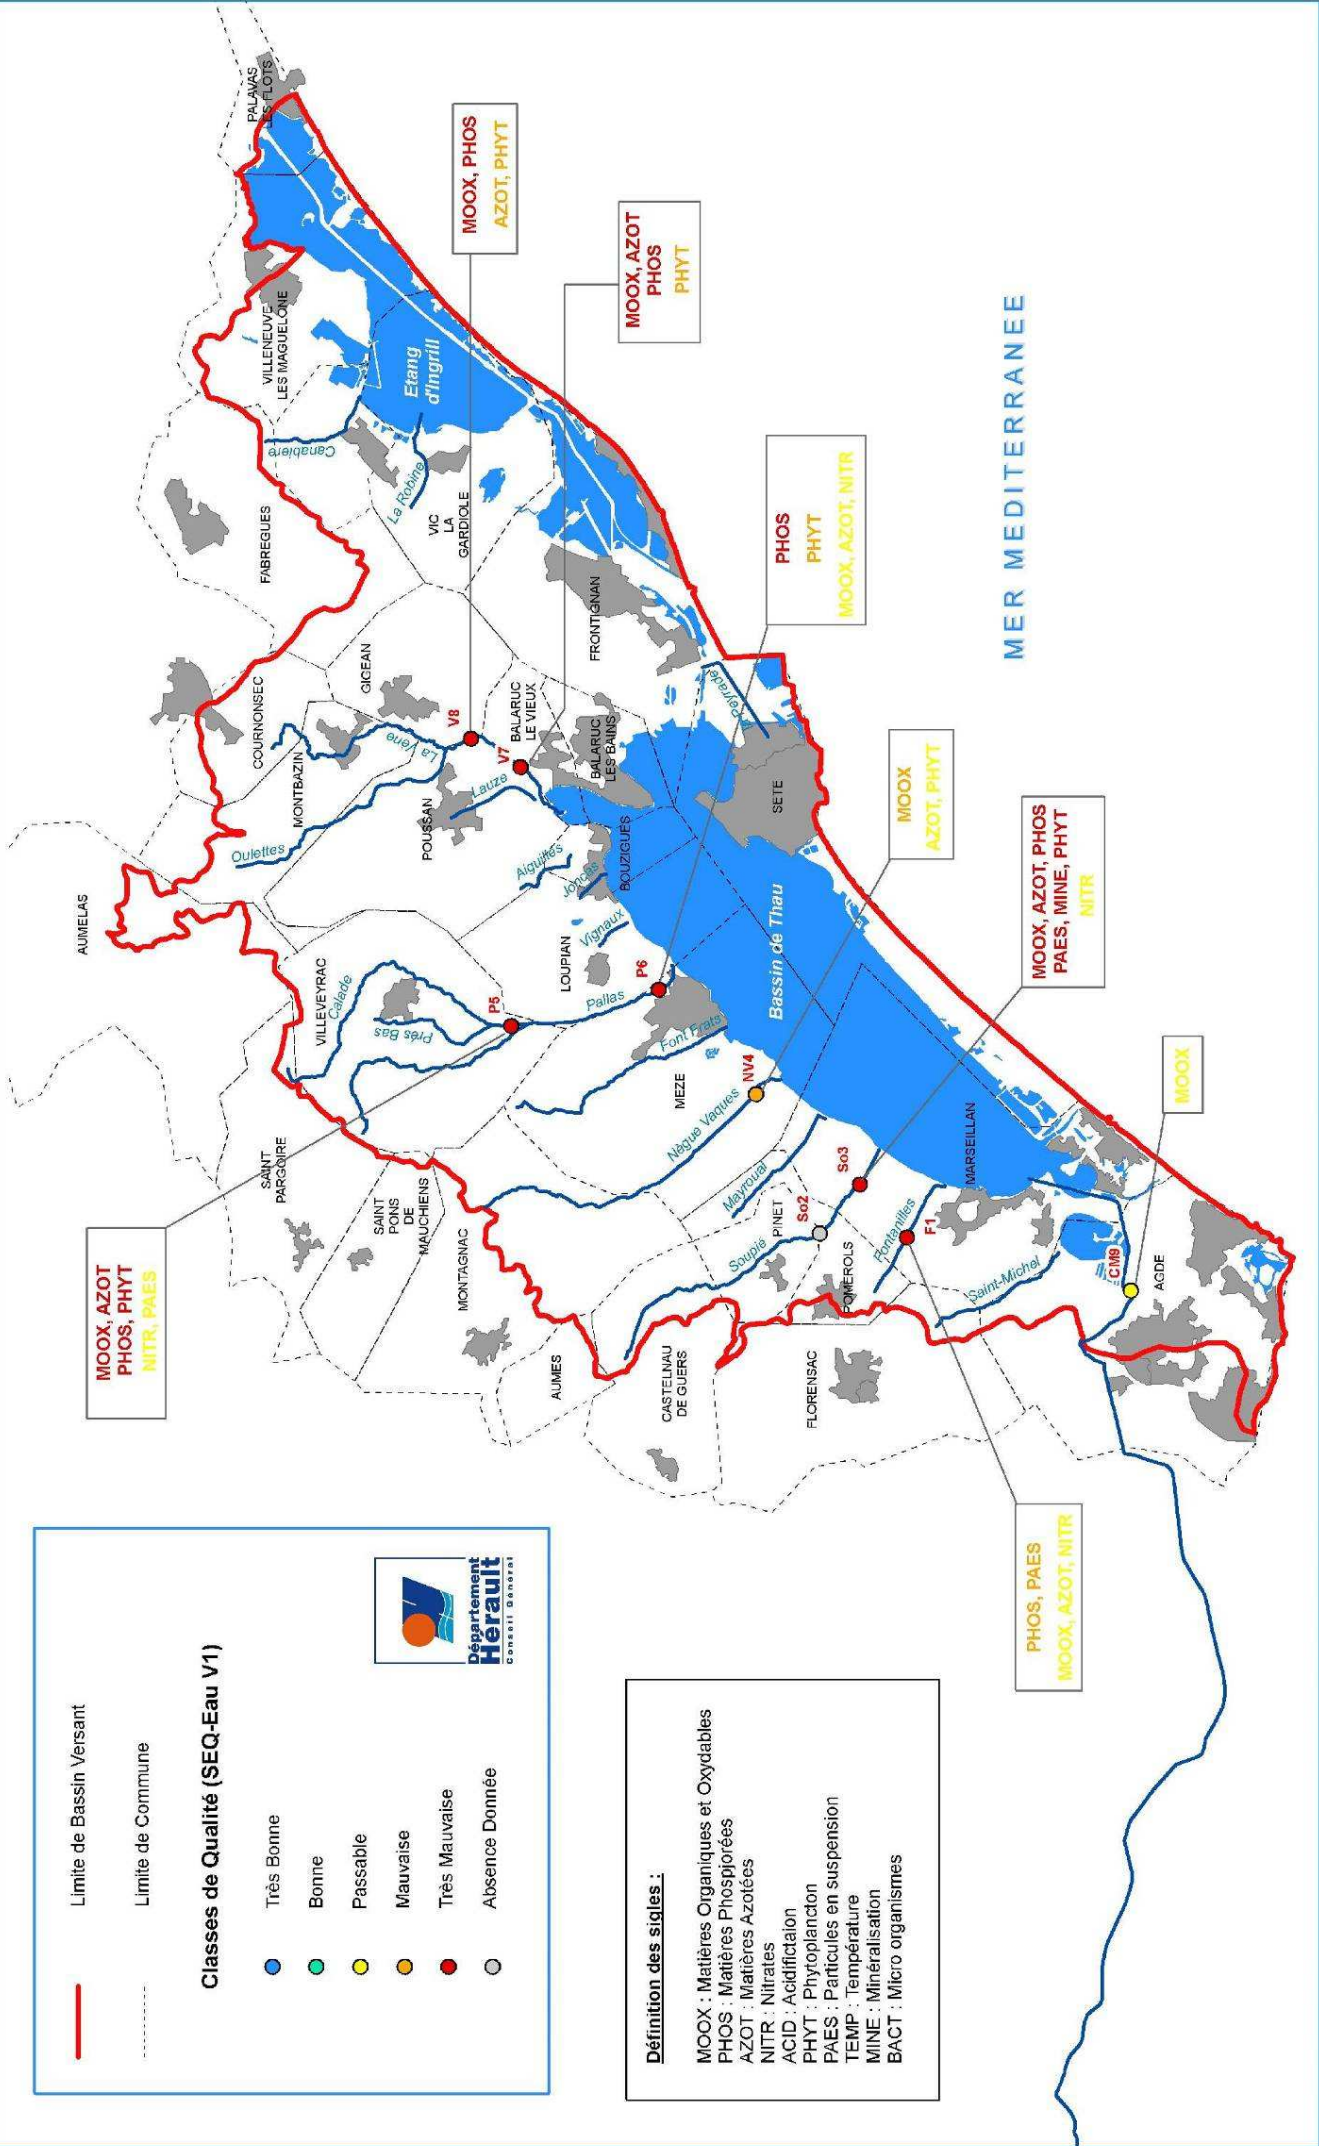 Limite de Bassin Versant
Limite de Commune
Classes de Qualité (SEQ-Eau V1)
Très Bonne
Bonne
Passable
Mauvaise
Très Mauvaise
Absence Donnée
Département
Hérault
Conseil Général
Définition des sigles :
MOOX : Matières Organiques et Oxydables
PHOS : Matières Phospjorées
AZOT : Matières Azotées
NITR : Nitrates
ACID : Acidifictaion
PHYT : Phytoplancton
PAES : Particules en suspension
TEMP : Température
MINE : Minéralisation
BACT : Micro organismes
MOOX, AZOT
PHOS, PHYT
NITR, PAES
PHOS, PAES
MOOX, AZOT, NITR
MOOX
MOOX, AZOT, PHOS
PAES, MINE, PHYT
NITR
MOOX
AZOT, PHYT
PHOS
PHYT
MOOX, AZOT, NITR
MOOX, AZOT
PHOS
PHYT
MOOX, PHOS
AZOT, PHYT
AUMELAS
SAINT
PARGOIRE
SAINT
PONS
DE
MAUCHIENS
MONTAGNAC
AUMES
CASTELNAU
DE GUERS
FLORENSAC
POMEROLS
PINET
MEZE
VILLEVEYRAC
LOUPIAN
BOUZIGUES
POUSSAN
MONTBAZIN
COURNONSEC
GIGEAN
FABREGUES
BALARUC
LE VIEUX
BALARUC
LES BAINS
FRONTIGNAN
VIC
LA
GARDIOLE
VILLENEUVE
LES MAGUELONE
PALAVAS
LES FLOTS
SETE
MARSEILLAN
AGDE
Calade
Prés Bas
Pallas
Font Frats
Nègue Vaques
Mayroual
Soupié
Fontanilles
Saint-Michel
Vignaux
Joncas
Aiguilles
Lauze
Oulettes
La Vène
La Robine
Canabière
La Peyrade
P5
P6
NV4
So2
So3
F1
CM9
V7
V8
Etang
d'Ingrill
Bassin de Thau
MER MEDITERRANEE